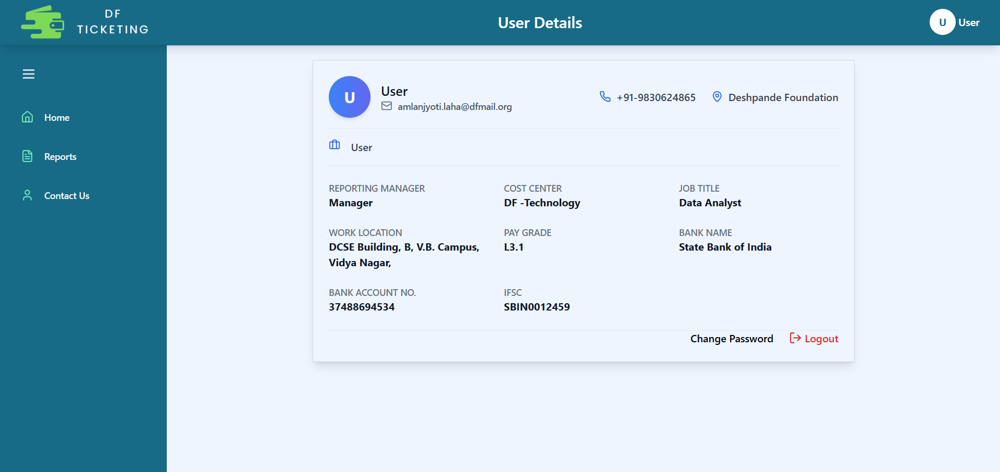 DF
TICKETING
User Details
U User
Home
Reports
Contact Us
U
User
amlanjyoti.laha@dfmail.org
+91-9830624865
Deshpande Foundation
User
REPORTING MANAGER
Manager
COST CENTER
DF -Technology
JOB TITLE
Data Analyst
WORK LOCATION
DCSE Building, B, V.B. Campus,
Vidya Nagar,
PAY GRADE
L3.1
BANK NAME
State Bank of India
BANK ACCOUNT NO.
37488694534
IFSC
SBIN0012459
Change Password
Logout